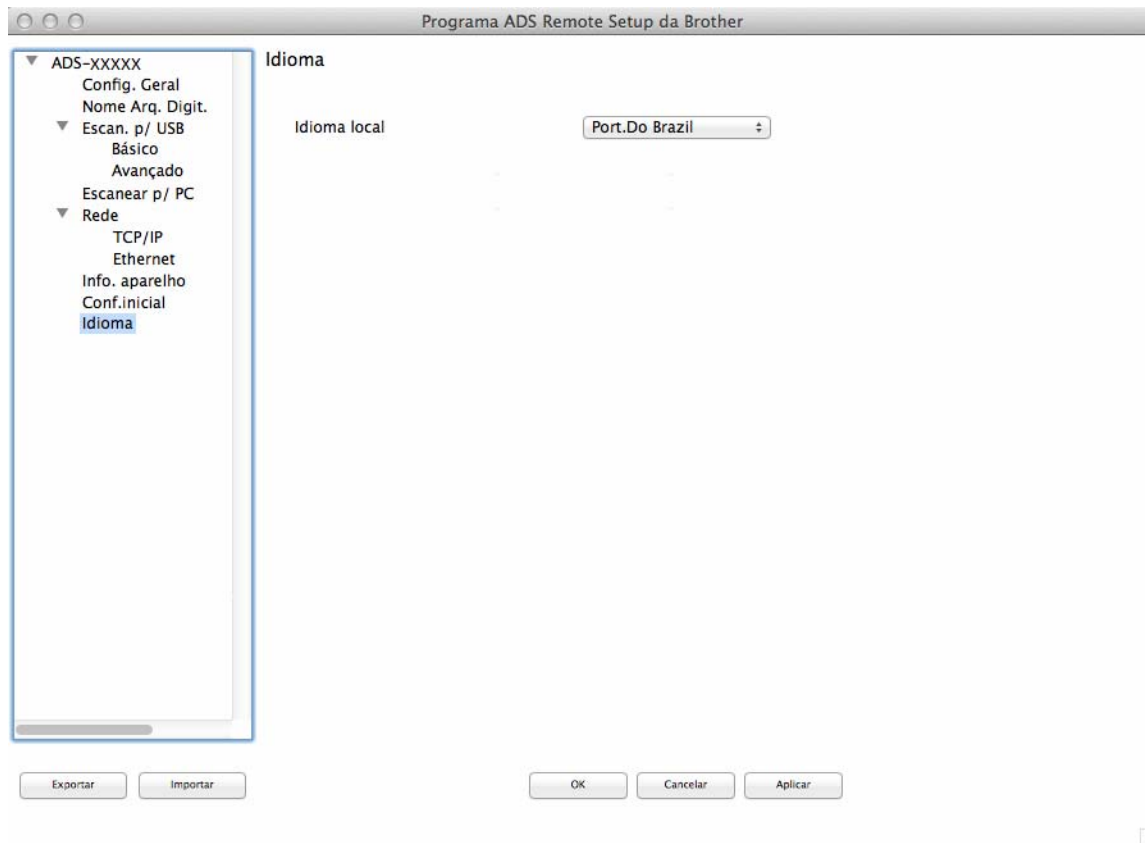 Programa ADS Remote Setup da Brother
ADS-XXXXX
Config. Geral
Nome Arq. Digit.
Escan. p/ USB
Básico
Avançado
Escanear p/ PC
Rede
TCP/IP
Ethernet
Info. aparelho
Conf.inicial
Idioma
Idioma
Idioma local
Port.Do Brazil
Exportar
Importar
OK
Cancelar
Aplicar